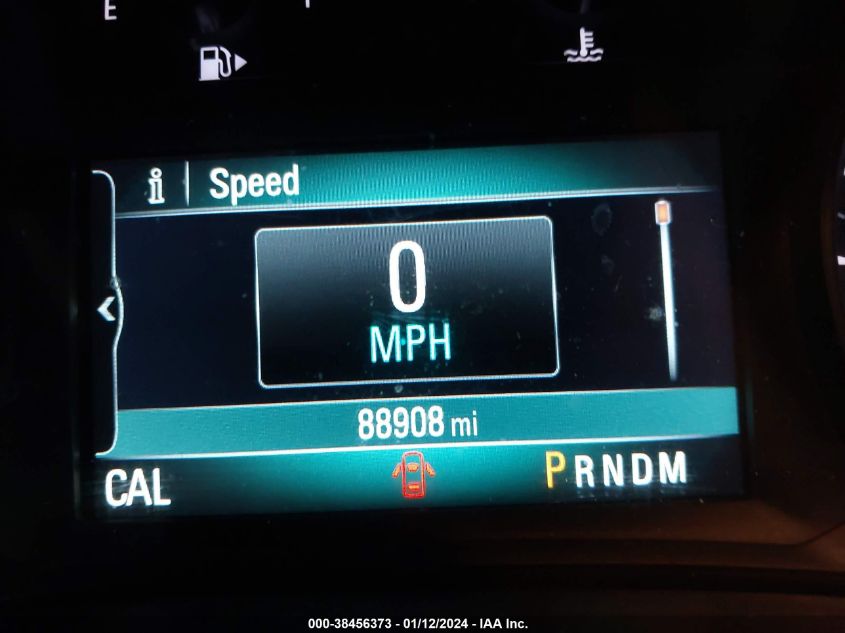 E
Speed
0
MPH
88908 mi
CAL
PRNDM
000-38456373 - 01/12/2024 - IAA Inc.